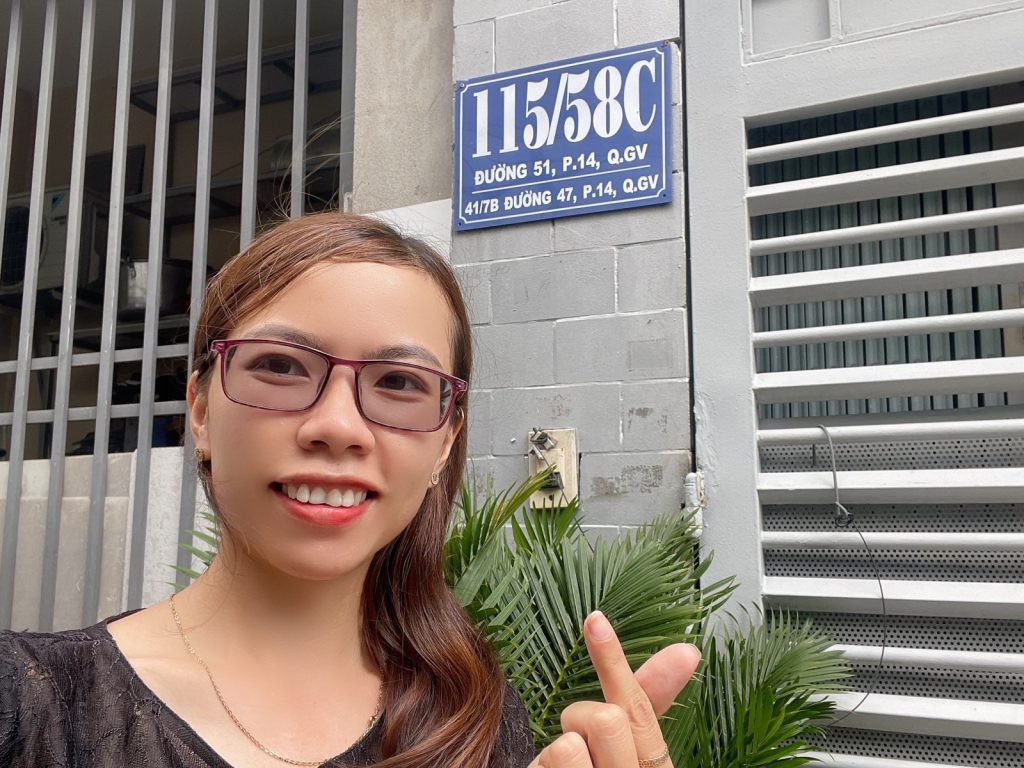 115/58C
ĐƯỜNG 51, P.14, Q.GV
41/7B ĐƯỜNG 47, P.14, Q.GV